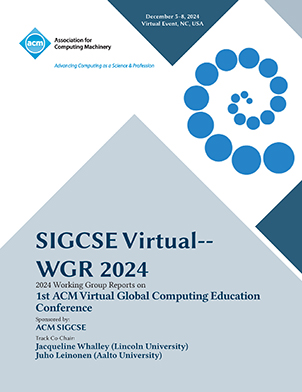 December 5-8, 2024
Virtual Event, NC, USA
acm
Association for
Computing Machinery
Advancing Computing as a Science & Profession
SIGCSE Virtual--
WGR 2024
2024 Working Group Reports on
1st ACM Virtual Global Computing Education
Conference
Sponsored by:
ACM SIGCSE
Track Co-Chair:
Jacqueline Whalley (Lincoln University)
Juho Leinonen (Aalto University)